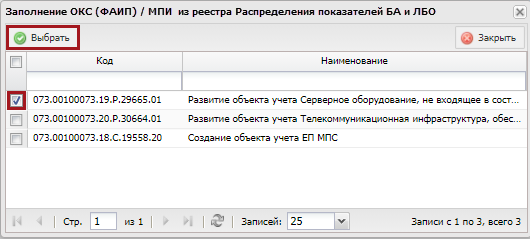 Заполнение ОКС (ФАИП) / МПИ из реестра Распределения показателей БА и ЛБО
Выбрать Закрыть
Код Наименование
073.00100073.19.P.29665.01 Развитие объекта учета Серверное оборудование, не входящее в сост...
073.00100073.20.P.30664.01 Развитие объекта учета Телекоммуникационная инфраструктура, обес...
073.00100073.18.C.19558.20 Создание объекта учета ЕП МПС
Стр. 1 из 1 Записей: 25 Записи с 1 по 3, всего 3